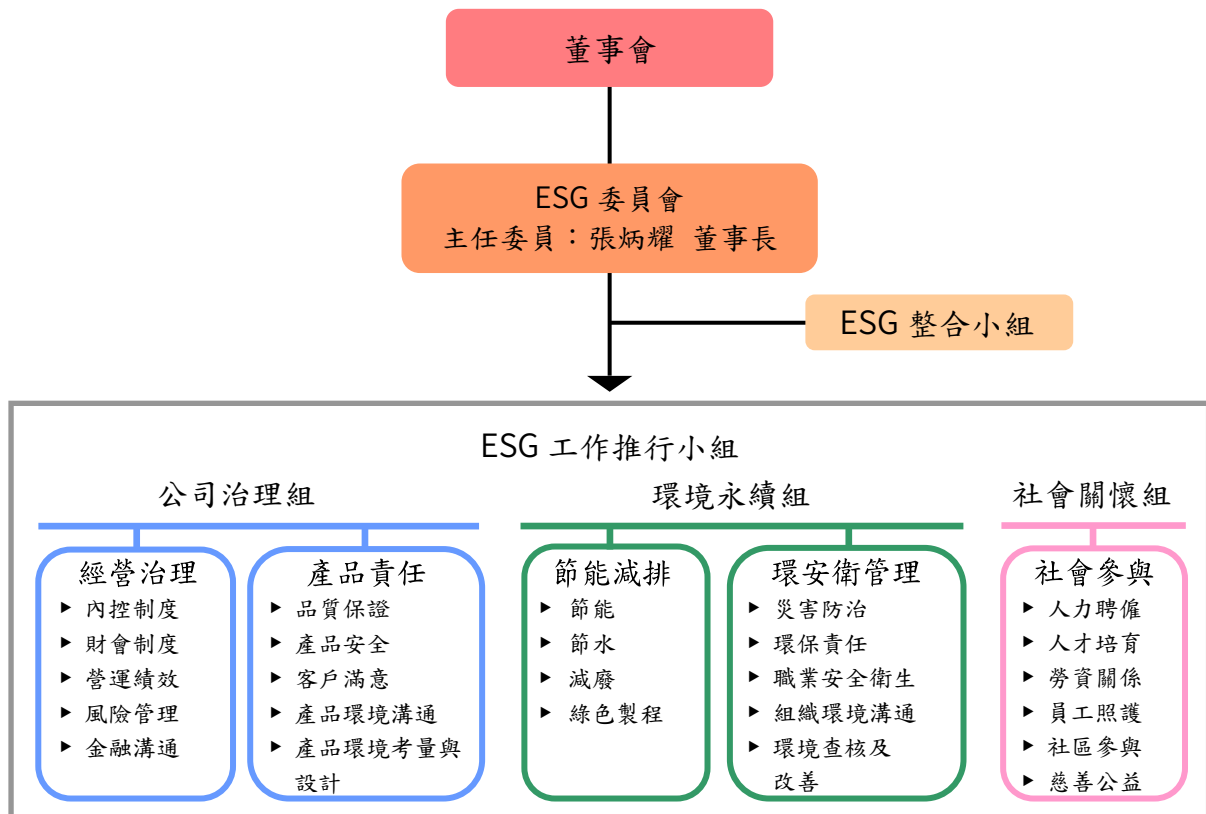 董事會
ESG 委員會
主任委員：張炳耀 董事長
ESG 整合小組
ESG 工作推行小組
公司治理組
經營治理
▸ 內控制度
▸ 財會制度
▸ 營運績效
▸ 風險管理
▸ 金融溝通
產品責任
▸ 品質保證
▸ 產品安全
▸ 客戶滿意
▸ 產品環境溝通
▸ 產品環境考量與
設計
環境永續組
節能減排
▸ 節能
▸ 節水
▸ 減廢
▸ 綠色製程
環安衛管理
▸ 災害防治
▸ 環保責任
▸ 職業安全衛生
▸ 組織環境溝通
▸ 環境查核及
改善
社會關懷組
社會參與
▸ 人力聘僱
▸ 人才培育
▸ 勞資關係
▸ 員工照護
▸ 社區參與
▸ 慈善公益